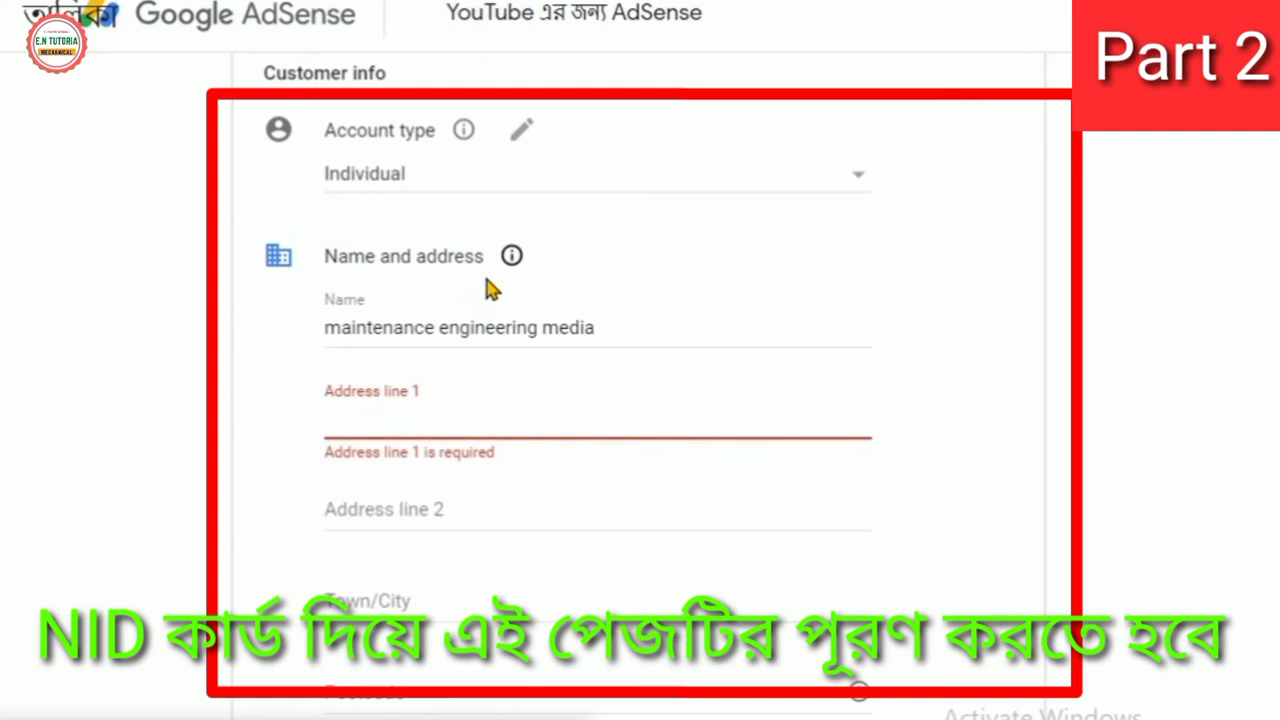 তালিকা Google AdSense YouTube এর জন্য AdSense
E.N TUTORIA
MECHANICAL
Part 2
Customer info
Account type
Individual
Name and address
Name
maintenance engineering media
Address line 1
Address line 1 is required
Address line 2
Town/City
NID কার্ড দিয়ে এই পেজটির পূরণ করতে হবে
Postcode
Activate Windows